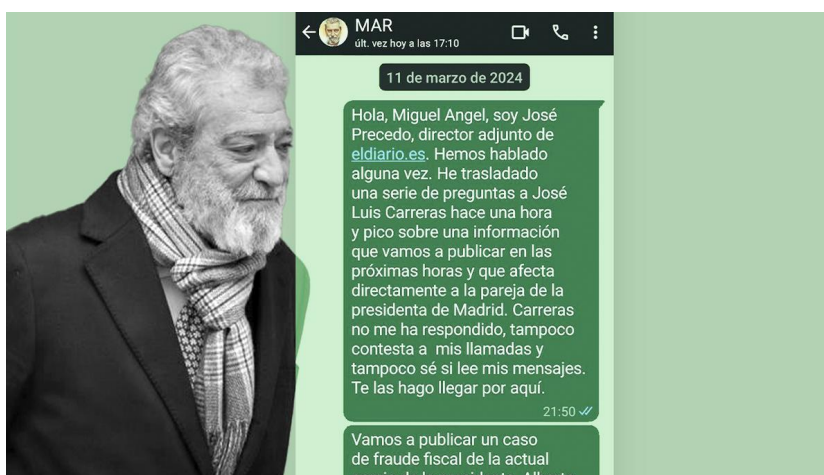 MAR
últ. vez hoy a las 17:10
11 de marzo de 2024
Hola, Miguel Angel, soy José
Precedo, director adjunto de
eldiario.es. Hemos hablado
alguna vez. He trasladado
una serie de preguntas a José
Luis Carreras hace una hora
y pico sobre una información
que vamos a publicar en las
próximas horas y que afecta
directamente a la pareja de la
presidenta de Madrid. Carreras
no me ha respondido, tampoco
contesta a mis llamadas y
tampoco sé si lee mis mensajes.
Te las hago llegar por aquí.
21:50
Vamos a publicar un caso
de fraude fiscal de la actual